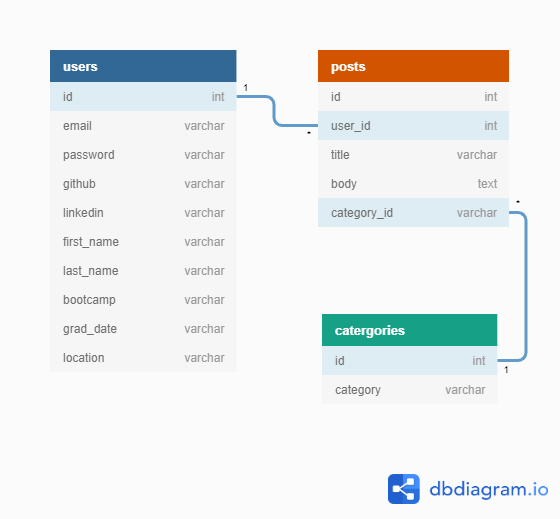 users
id int
email varchar
password varchar
github varchar
linkedin varchar
first_name varchar
last_name varchar
bootcamp varchar
grad_date varchar
location varchar
1
*
posts
id int
user_id int
title varchar
body text
category_id varchar
*
catergories
id int
category varchar
1
dbdiagram.io